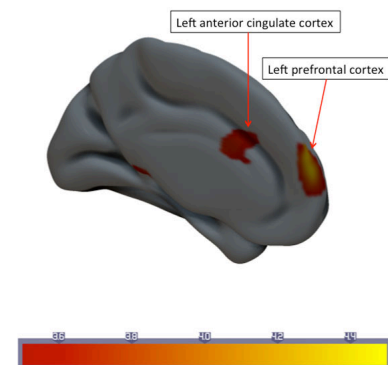 Left anterior cingulate cortex
Left prefrontal cortex
36 38 40 42 44